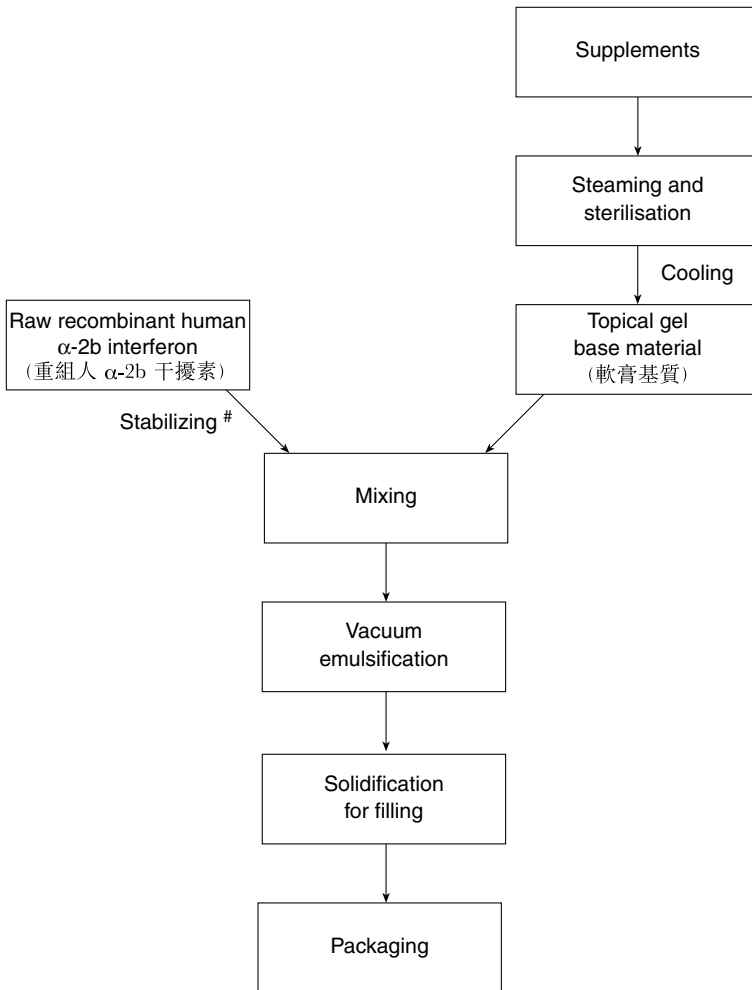 Supplements
Steaming and
sterilisation
Cooling
Raw recombinant human
α-2b interferon
(重組人 α-2b 干擾素)
Topical gel
base material
(軟膏基質)
Stabilizing #
Mixing
Vacuum
emulsification
Solidification
for filling
Packaging